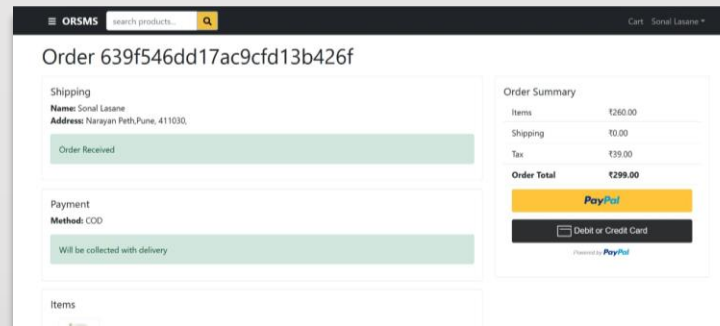 ORSMS search products.. Cart Sonal Lasane
Order 639f546dd17ac9cfd13b426f
Shipping
Name: Sonal Lasane
Address: Narayan Peth,Pune, 411030,
Order Received
Payment
Method: COD
Will be collected with delivery
Items
Order Summary
Items ₹260.00
Shipping ₹0.00
Tax ₹39.00
Order Total ₹299.00
PayPal
Debit or Credit Card
Powered by PayPal